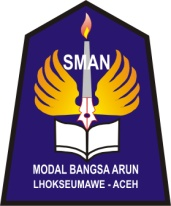 SMAN
MODAL BANGSA ARUN
LHOKSEUMAWE - ACEH